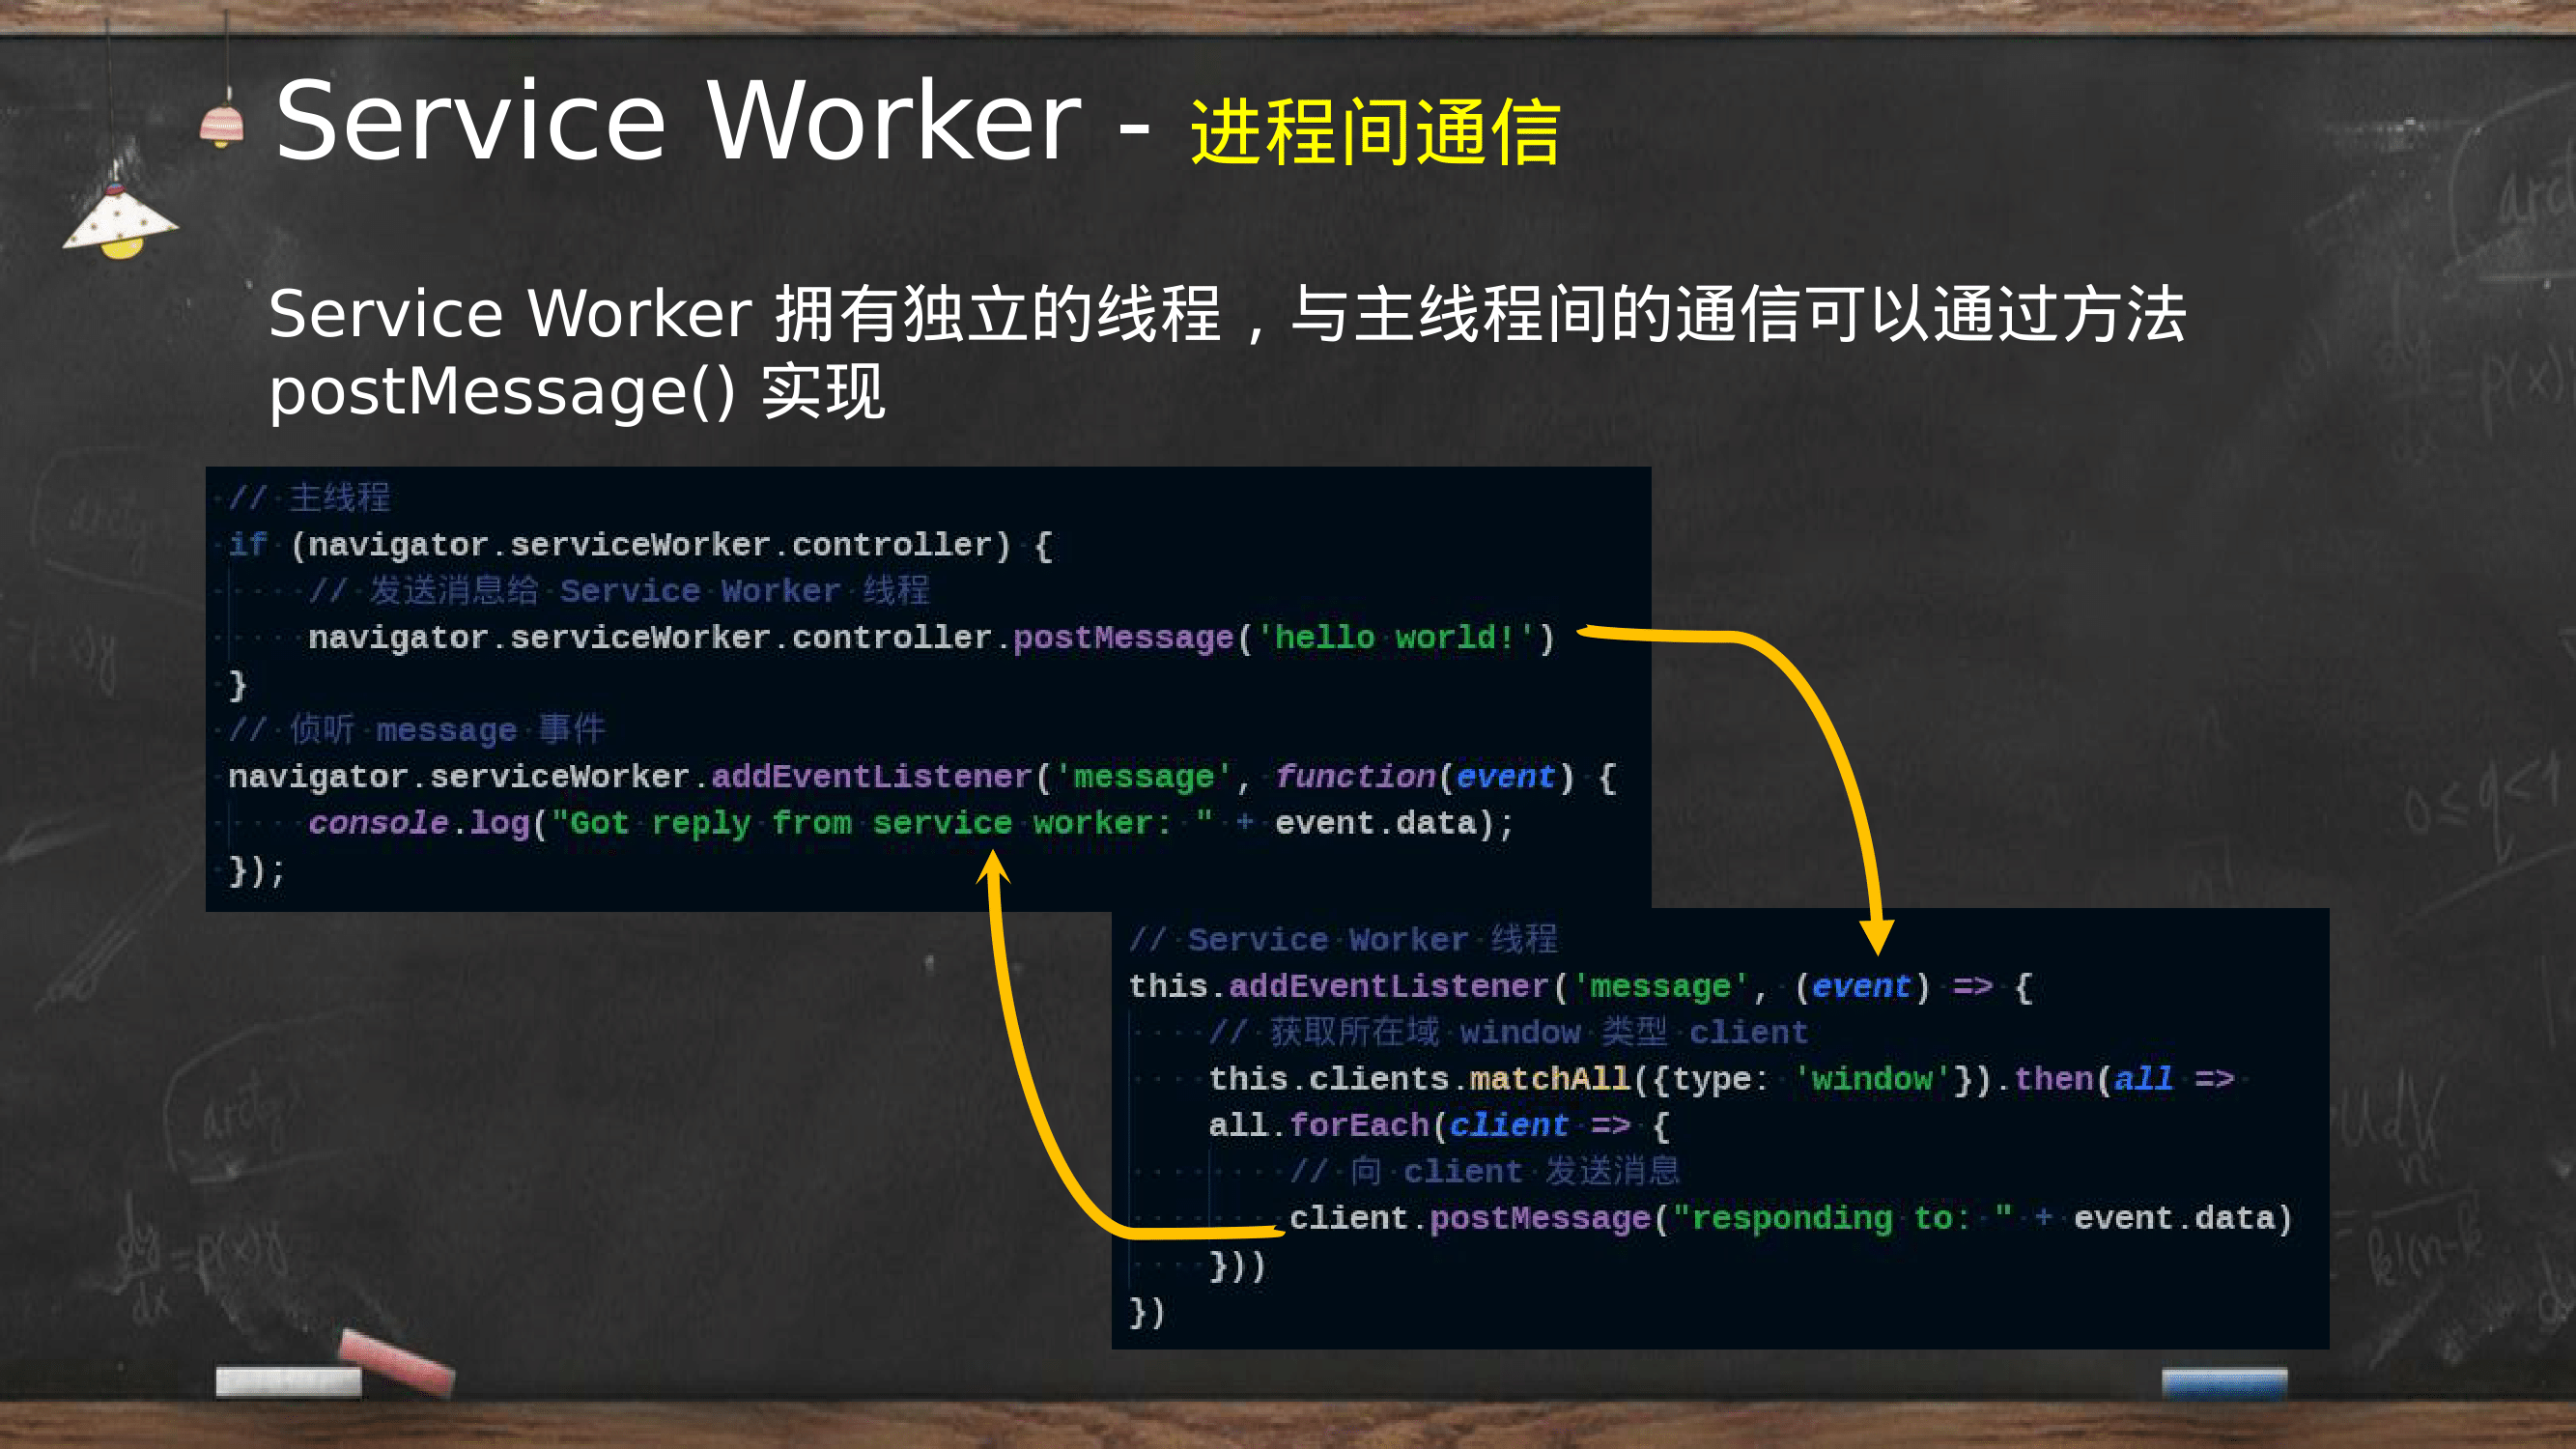 Service Worker - 进程间通信
Service Worker 拥有独立的线程，与主线程间的通信可以通过方法
postMessage() 实现
// 主线程
if (navigator.serviceWorker.controller) {
// 发送消息给 Service Worker 线程
navigator.serviceWorker.controller.postMessage('hello world!')
}
// 侦听 message 事件
navigator.serviceWorker.addEventListener('message', function(event) {
console.log("Got reply from service worker: " + event.data);
});
// Service Worker 线程
this.addEventListener('message', (event) => {
// 获取所在域 window 类型 client
this.clients.matchAll({type: 'window'}).then(all =>
all.forEach(client => {
// 向 client 发送消息
client.postMessage("responding to: " + event.data)
}))
})